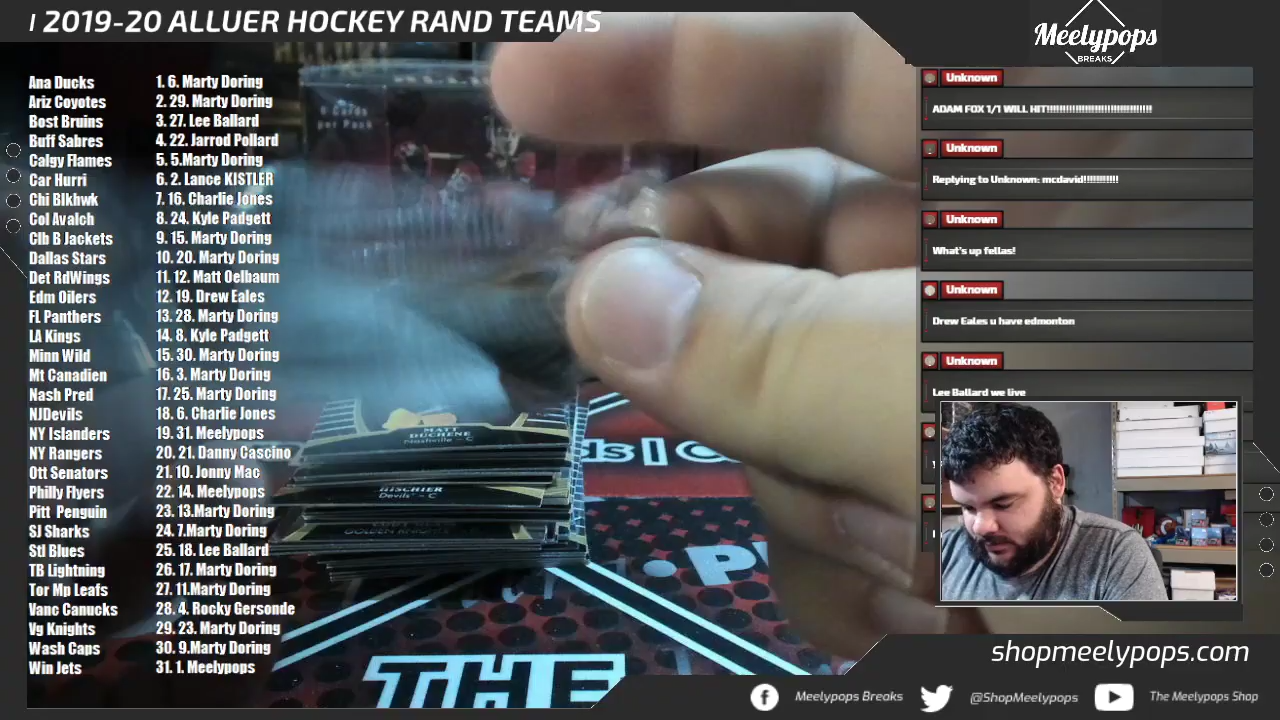 2019-20 ALLUER HOCKEY RAND TEAMS
Meelypops
BREAKS
Ana Ducks 1. 6. Marty Doring
Ariz Coyotes 2. 29. Marty Doring
Bost Bruins 3. 27. Lee Ballard
Buff Sabres 4. 22. Jarrod Pollard
Calgy Flames 5. 5.Marty Doring
Car Hurri 6. 2. Lance KISTLER
Chi Blkhwk 7. 16. Charlie Jones
Col Avalch 8. 24. Kyle Padgett
Clb B Jackets 9. 15. Marty Doring
Dallas Stars 10. 20. Marty Doring
Det RdWings 11. 12. Matt Oelbaum
Edm Oilers 12. 19. Drew Eales
FL Panthers 13. 28. Marty Doring
LA Kings 14. 8. Kyle Padgett
Minn Wild 15. 30. Marty Doring
Mt Canadien 16. 3. Marty Doring
Nash Pred 17. 25. Marty Doring
NJDevils 18. 6. Charlie Jones
NY Islanders 19. 31. Meelypops
NY Rangers 20. 21. Danny Cascino
Ott Senators 21. 10. Jonny Mac
Philly Flyers 22. 14. Meelypops
Pitt Penguin 23. 13.Marty Doring
SJ Sharks 24. 7.Marty Doring
Stl Blues 25. 18. Lee Ballard
TB Lightning 26. 17. Marty Doring
Tor Mp Leafs 27. 11.Marty Doring
Vanc Canucks 28. 4. Rocky Gersonde
Vg Knights 29. 23. Marty Doring
Wash Caps 30. 9.Marty Doring
Win Jets 31. 1. Meelypops
Cards
per Pack
MATT
DUCHENE
Nashville - C
HISCHIER
Devils - C
GOLDEN KNIGHTS
THE
Unknown
ADAM FOX 1/1 WILL HIT!!!!!!!!!!!!!!!!!!!!!!!!!!!!!!!!!!
Unknown
Replying to Unknown: mcdavid!!!!!!!!!!!
Unknown
What's up fellas!
Unknown
Drew Eales u have edmonton
Unknown
Lee Ballard we live
shopmeelypops.com
Meelypops Breaks
@ShopMeelypops
The Meelypops Shop